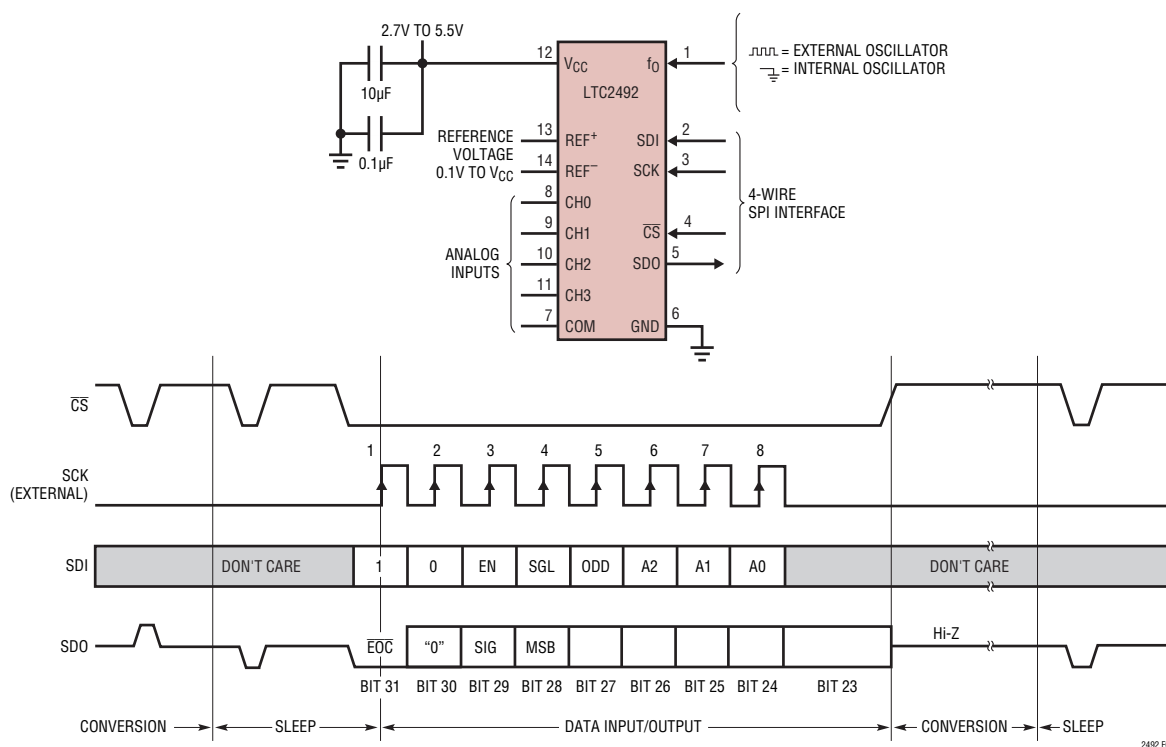 2.7V TO 5.5V
12
VCC
fO
1
= EXTERNAL OSCILLATOR
= INTERNAL OSCILLATOR
LTC2492
10µF
0.1µF
REFERENCE
VOLTAGE
0.1V TO VCC
13
REF+
14
REF–
SDI
2
SCK
3
4-WIRE
SPI INTERFACE
8
CH0
9
CH1
CS
4
ANALOG
INPUTS
10
CH2
SDO
5
11
CH3
7
COM
GND
6
CS
SCK
(EXTERNAL)
1 2 3 4 5 6 7 8
SDI
DON'T CARE
1 0 EN SGL ODD A2 A1 A0
DON'T CARE
SDO
EOC "0" SIG MSB
Hi-Z
BIT 31 BIT 30 BIT 29 BIT 28 BIT 27 BIT 26 BIT 25 BIT 24 BIT 23
CONVERSION SLEEP DATA INPUT/OUTPUT CONVERSION SLEEP